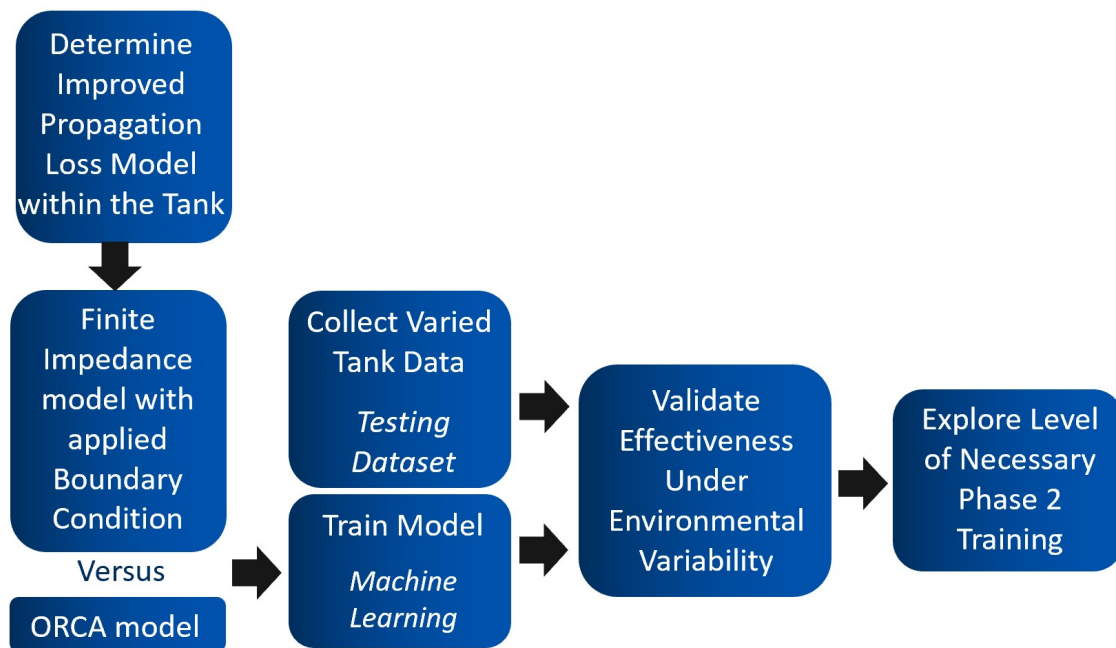 Determine
Improved
Propagation
Loss Model
within the Tank
Finite
Impedance
model with
applied
Boundary
Condition
Versus
ORCA model
Collect Varied
Tank Data
Testing
Dataset
Train Model
Machine
Learning
Validate
Effectiveness
Under
Environmental
Variability
Explore Level
of Necessary
Phase 2
Training